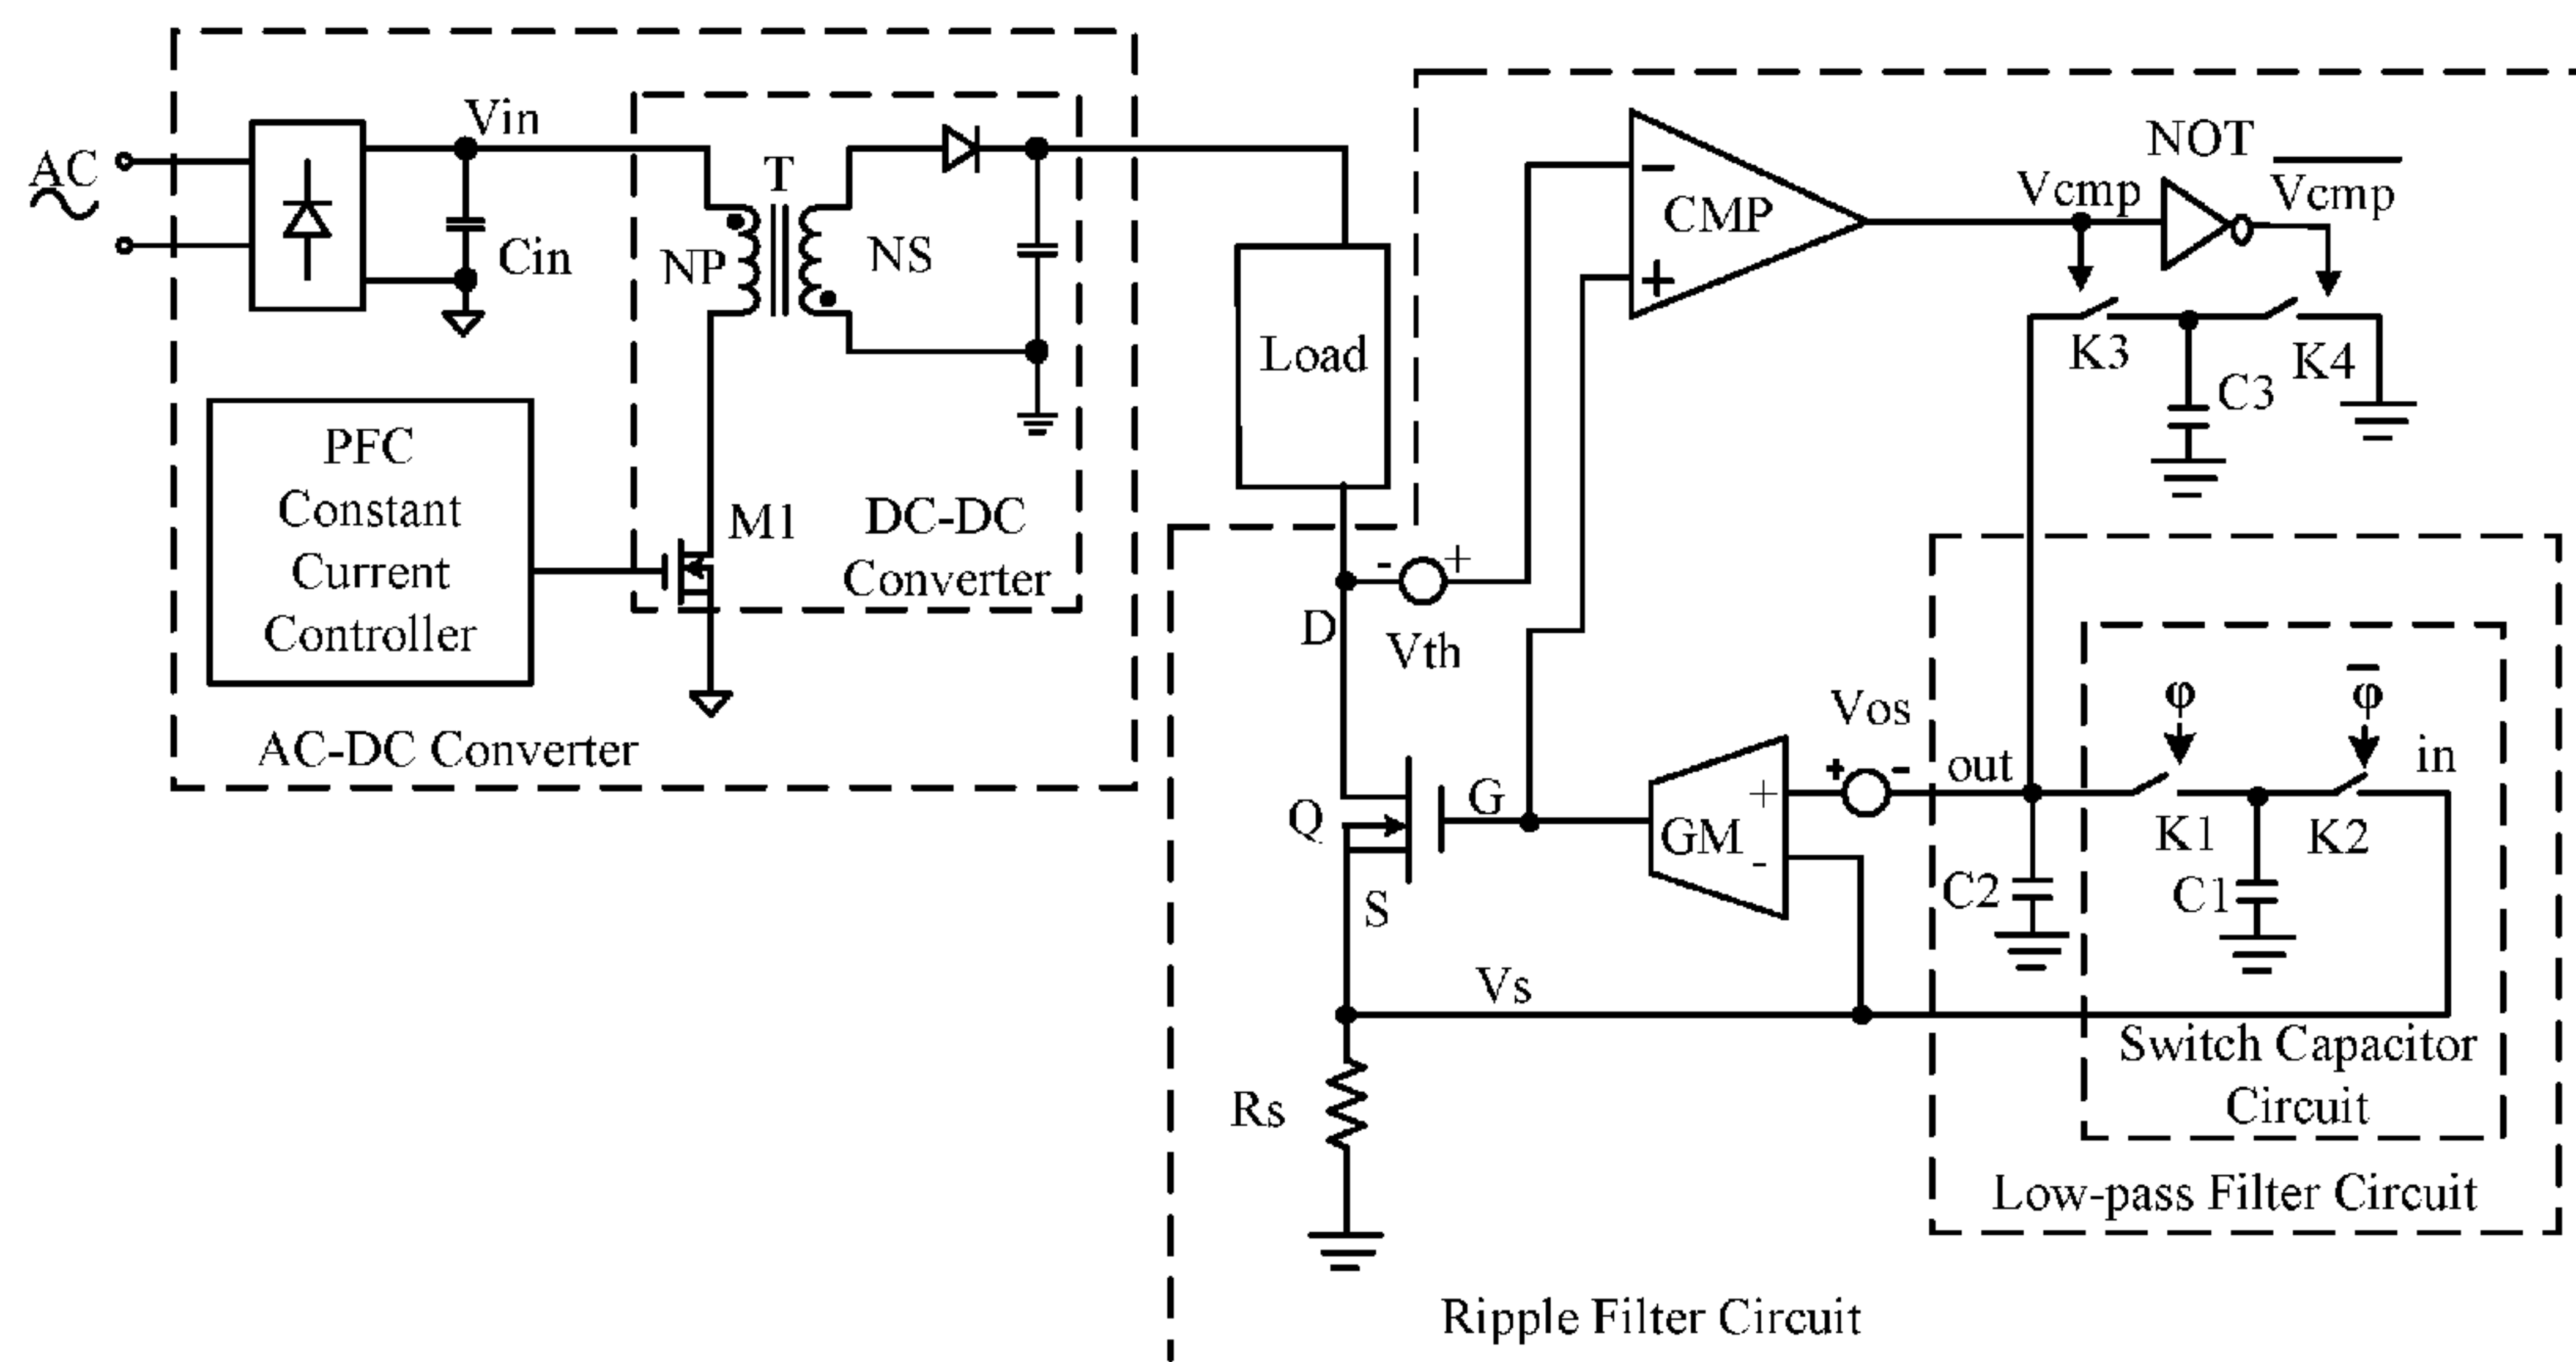 AC
Vin
Cin
T
NP
NS
M1
DC-DC
Converter
PFC
Constant
Current
Controller
AC-DC Converter
Load
-
+
D
Vth
-
CMP
+
Vcmp
NOT
V̅c̅m̅p̅
K3
K4
C3
Q
G
S
GM
+
-
Vos
+
-
out
in
φ
φ̅
K1
K2
C2
C1
Vs
Rs
Switch Capacitor
Circuit
Low-pass Filter Circuit
Ripple Filter Circuit